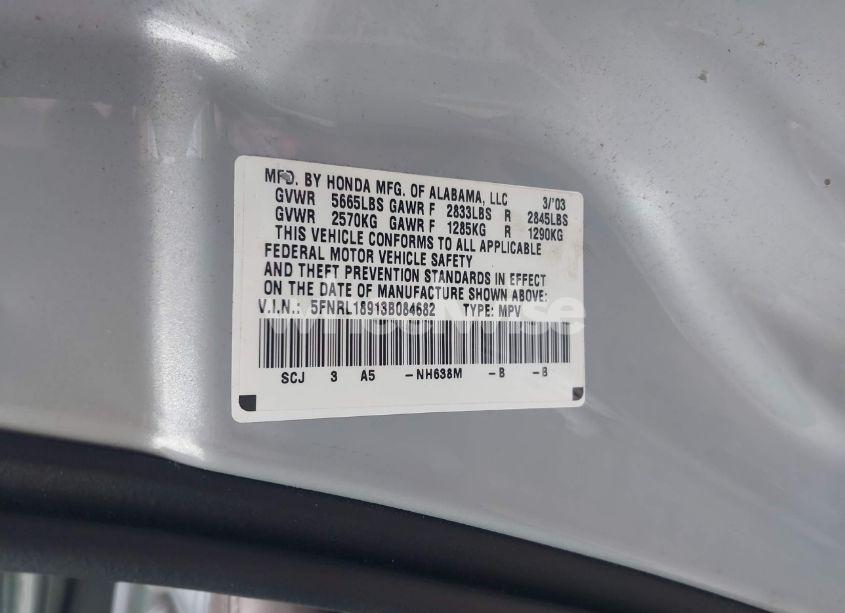 MFD. BY HONDA MFG. OF ALABAMA, LLC 3/'03
GVWR 5665LBS GAWR F 2833LBS R 2845LBS
GVWR 2570KG GAWR F 1285KG R 1290KG
THIS VEHICLE CONFORMS TO ALL APPLICABLE
FEDERAL MOTOR VEHICLE SAFETY
AND THEFT PREVENTION STANDARDS IN EFFECT
ON THE DATE OF MANUFACTURE SHOWN ABOVE:
V.I.N.: 5FNRL18913B084682 TYPE: MPV
SCJ 3 A5 -NH638M -B -B